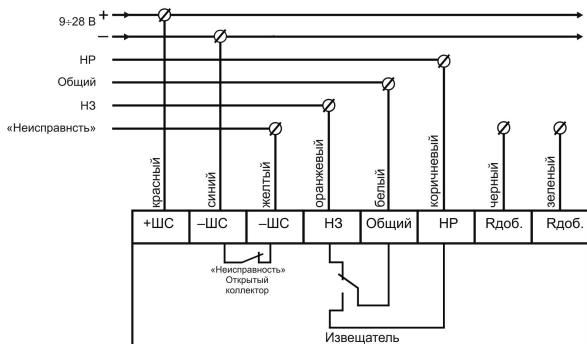 +
9÷28 В
–
НР
Общий
НЗ
«Неисправнсть»
красный
синий
желтый
оранжевый
белый
коричневый
черный
зеленый
+ШС
–ШС
–ШС
НЗ
Общий
НР
Rдоб.
Rдоб.
«Неисправность»
Открытый
коллектор
Извещатель